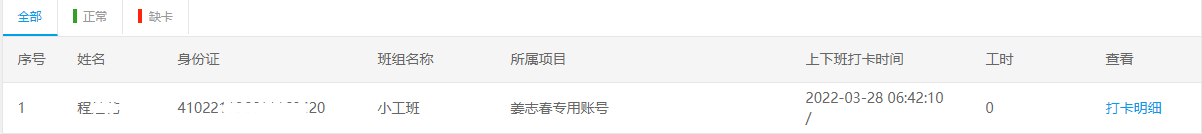 全部 正常 缺卡
序号 姓名 身份证 班组名称 所属项目 上下班打卡时间 工时 查看
1 程 小工班 姜志春专用账号 2022-03-28 06:42:10 0 打卡明细
/